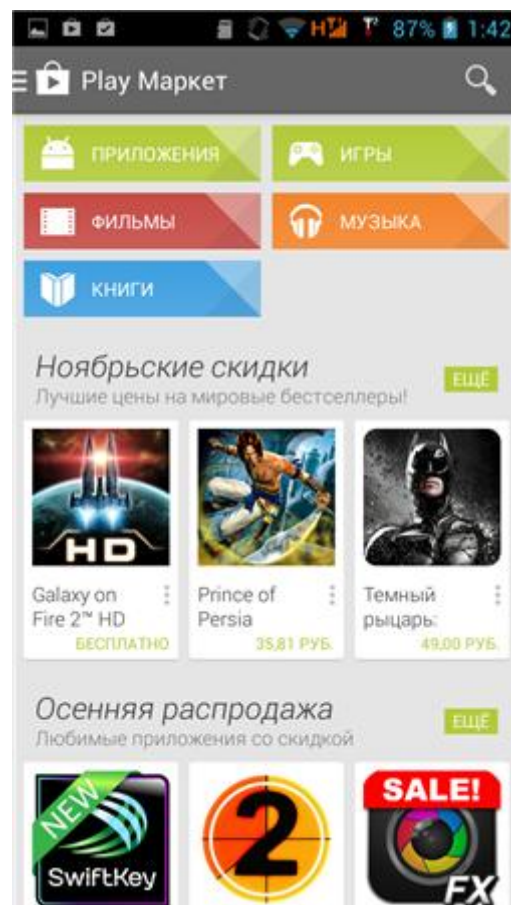 H 87% 1:42
Play Маркет
ПРИЛОЖЕНИЯ ИГРЫ
ФИЛЬМЫ МУЗЫКА
КНИГИ
Ноябрьские скидки ЕЩЁ
Лучшие цены на мировые бестселлеры!
HD
Galaxy on Prince of Темный
Fire 2™ HD Persia рыцарь:
БЕСПЛАТНО 35,81 РУБ. 49,00 РУБ.
Осенняя распродажа ЕЩЁ
Любимые приложения со скидкой
NEW 2 SALE!
SwiftKey FX